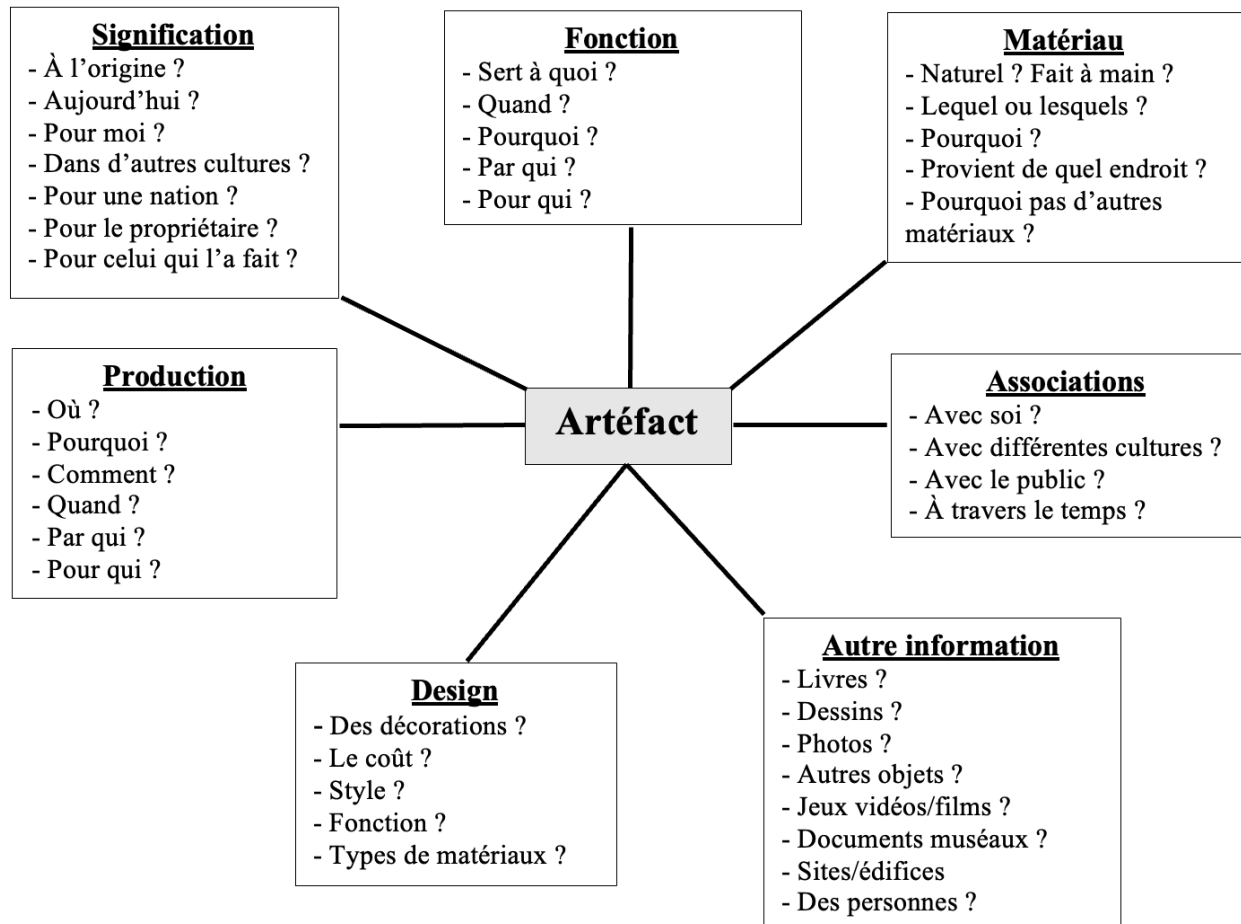 Signification
- À l’origine ?
- Aujourd’hui ?
- Pour moi ?
- Dans d’autres cultures ?
- Pour une nation ?
- Pour le propriétaire ?
- Pour celui qui l’a fait ?
Fonction
- Sert à quoi ?
- Quand ?
- Pourquoi ?
- Par qui ?
- Pour qui ?
Matériau
- Naturel ? Fait à main ?
- Lequel ou lesquels ?
- Pourquoi ?
- Provient de quel endroit ?
- Pourquoi pas d’autres
matériaux ?
Production
- Où ?
- Pourquoi ?
- Comment ?
- Quand ?
- Par qui ?
- Pour qui ?
Artéfact
Associations
- Avec soi ?
- Avec différentes cultures ?
- Avec le public ?
- À travers le temps ?
Design
- Des décorations ?
- Le coût ?
- Style ?
- Fonction ?
- Types de matériaux ?
Autre information
- Livres ?
- Dessins ?
- Photos ?
- Autres objets ?
- Jeux vidéos/films ?
- Documents muséaux ?
- Sites/édifices
- Des personnes ?